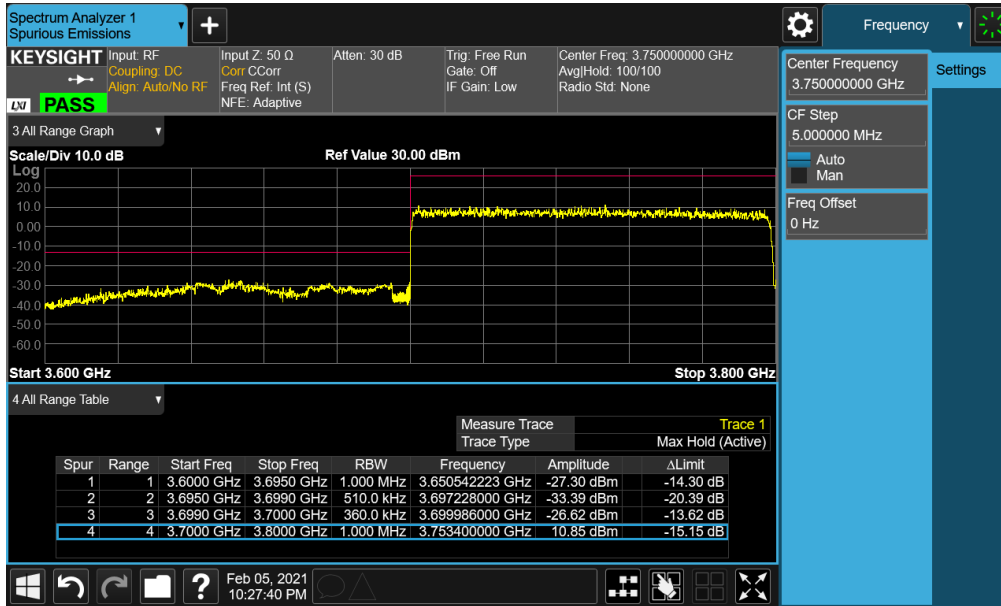 Spectrum Analyzer 1
Spurious Emissions
Frequency
KEYSIGHT
LXI
PASS
Input: RF
Coupling: DC
Align: Auto/No RF
Input Z: 50 Ω
Corr CCorr
Freq Ref: Int (S)
NFE: Adaptive
Atten: 30 dB
Trig: Free Run
Gate: Off
IF Gain: Low
Center Freq: 3.750000000 GHz
Avg|Hold: 100/100
Radio Std: None
3 All Range Graph
Scale/Div 10.0 dB Ref Value 30.00 dBm
Log
20.0
10.0
0.00
-10.0
-20.0
-30.0
-40.0
-50.0
-60.0
Start 3.600 GHz Stop 3.800 GHz
4 All Range Table
Measure Trace Trace 1
Trace Type Max Hold (Active)
Spur Range Start Freq Stop Freq RBW Frequency Amplitude ΔLimit
1 1 3.6000 GHz 3.6950 GHz 1.000 MHz 3.650542223 GHz -27.30 dBm -14.30 dB
2 2 3.6950 GHz 3.6990 GHz 510.0 kHz 3.697228000 GHz -33.39 dBm -20.39 dB
3 3 3.6990 GHz 3.7000 GHz 360.0 kHz 3.699986000 GHz -26.62 dBm -13.62 dB
4 4 3.7000 GHz 3.8000 GHz 1.000 MHz 3.753400000 GHz 10.85 dBm -15.15 dB
?
Feb 05, 2021
10:27:40 PM
Center Frequency
3.750000000 GHz
CF Step
5.000000 MHz
Auto
Man
Freq Offset
0 Hz
Settings